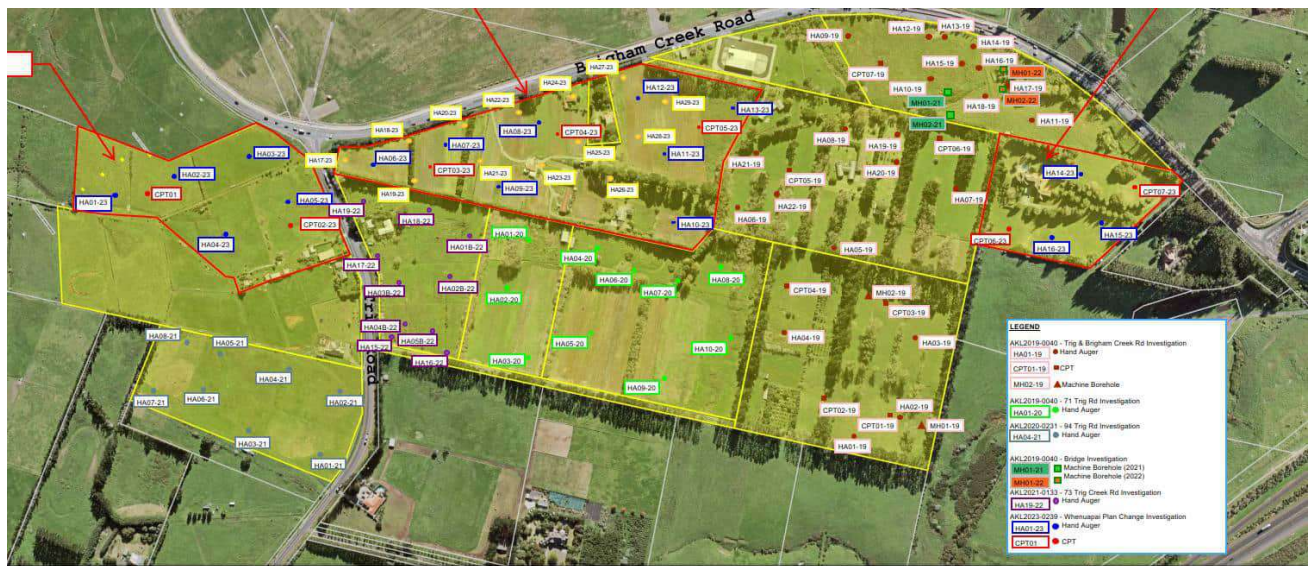 Brigham Creek Road
HA27-23
HA24-23
HA22-23
HA20-23
HA18-23
HA17-23
HA12-23
HA29-23
HA13-23
HA08-23
CPT04-23
CPT05-23
HA28-23
HA07-23
HA06-23
CPT03-23
HA21-23
HA25-23
HA11-23
HA23-23
HA26-23
HA09-23
HA19-23
HA10-23
HA03-23
HA02-23
CPT01
HA01-23
HA05-23
CPT02-23
HA04-23
HA09-19
HA12-19
HA13-19
HA14-19
HA15-19
HA16-19
MH01-22
CPT07-19
HA10-19
HA17-19
MH01-21
HA18-19
MH02-22
MH02-21
HA11-19
HA08-19
HA19-19
CPT06-19
HA21-19
CPT05-19
HA20-19
HA07-19
HA06-19
HA22-19
HA05-19
HA14-23
CPT07-23
CPT06-23
HA16-23
HA15-23
HA19-22
HA18-22
HA01B-22
HA17-22
HA03B-22
HA02B-22
HA04B-22
HA05B-22
HA15-22
HA16-22
HA01-20
HA04-20
HA06-20
HA07-20
HA08-20
HA02-20
HA05-20
HA10-20
HA03-20
HA09-20
CPT04-19
MH02-19
CPT03-19
HA04-19
HA03-19
CPT02-19
HA02-19
CPT01-19
MH01-19
HA01-19
HA08-21
HA05-21
HA04-21
HA07-21
HA06-21
HA02-21
HA03-21
HA01-21
oad
LEGEND
AKL2019-0040 - Trig & Brigham Creek Rd Investigation
HA01-19 Hand Auger
CPT01-19 CPT
MH02-19 Machine Borehole
AKL2019-0040 - 71 Trig Rd Investigation
HA01-20 Hand Auger
AKL2020-0231 - 94 Trig Rd Investigation
HA04-21 Hand Auger
AKL2019-0040 - Bridge Investigation
MH01-21 Machine Borehole (2021)
MH01-22 Machine Borehole (2022)
AKL2021-0133 - 73 Trig Creek Rd Investigation
HA19-22 Hand Auger
AKL2023-0239 - Whenuapai Plan Change Investigation
HA01-23 Hand Auger
CPT01 CPT